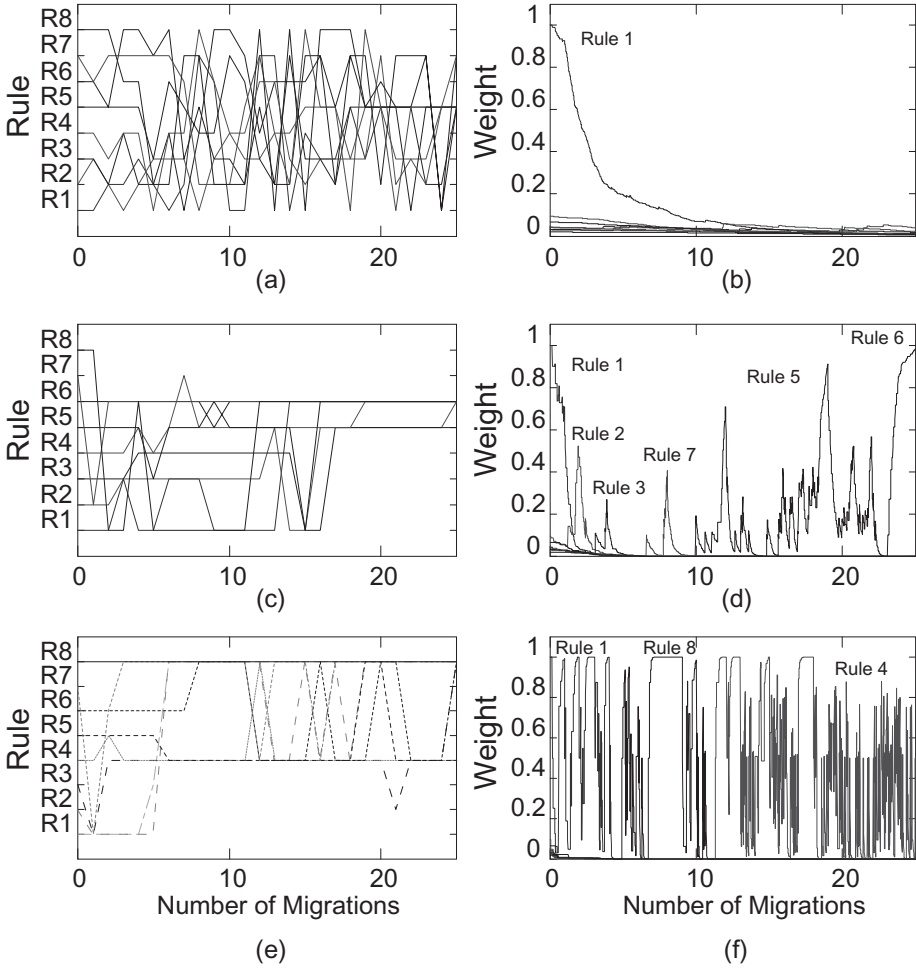 R8
R7
R6
R5
R4
R3
R2
R1
Rule
0 10 20
(a)
1
0.8
0.6
0.4
0.2
0
Weight
Rule 1
0 10 20
(b)
R8
R7
R6
R5
R4
R3
R2
R1
Rule
0 10 20
(c)
1
0.8
0.6
0.4
0.2
0
Weight
Rule 1
Rule 2
Rule 3
Rule 7
Rule 5
Rule 6
0 10 20
(d)
R8
R7
R6
R5
R4
R3
R2
R1
Rule
0 10 20
Number of Migrations
(e)
1
0.8
0.6
0.4
0.2
0
Weight
Rule 1
Rule 8
Rule 4
0 10 20
Number of Migrations
(f)